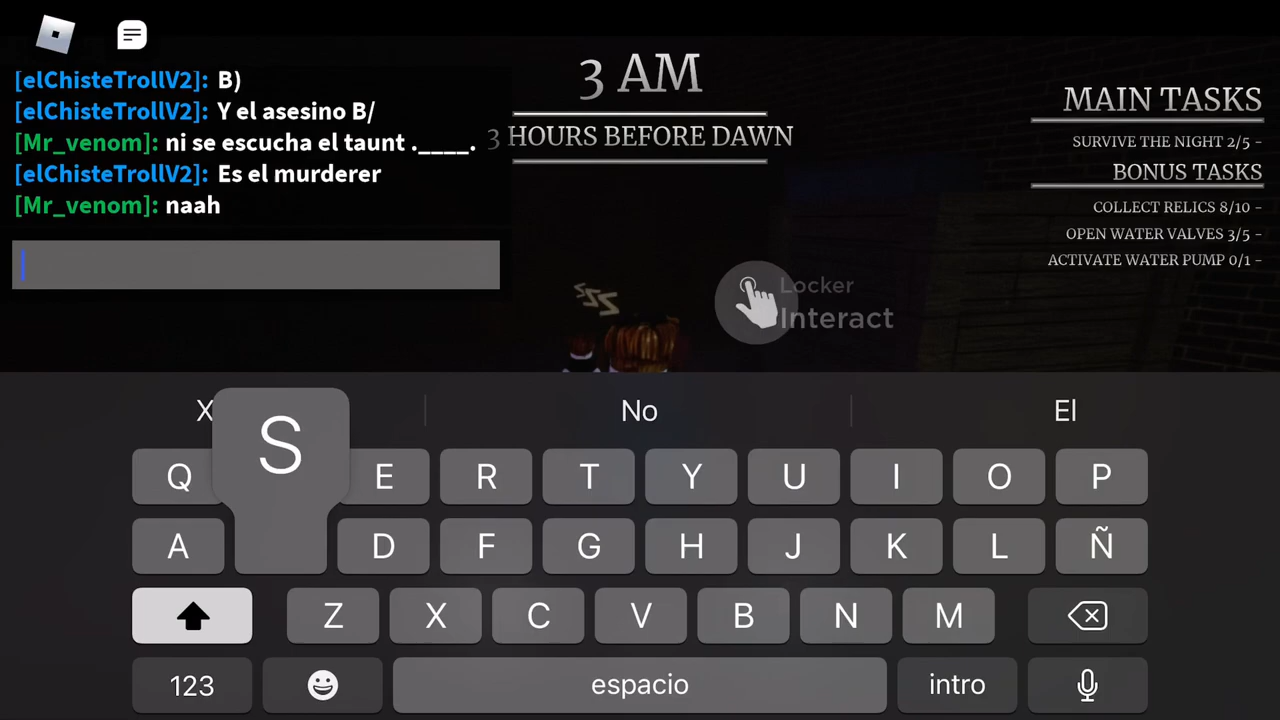 [elChisteTrollV2]: B)
[elChisteTrollV2]: Y el asesino B/
[Mr_venom]: ni se escucha el taunt .____.
[elChisteTrollV2]: Es el murderer
[Mr_venom]: naah
3 AM
3 HOURS BEFORE DAWN
MAIN TASKS
SURVIVE THE NIGHT 2/5 -
BONUS TASKS
COLLECT RELICS 8/10 -
OPEN WATER VALVES 3/5 -
ACTIVATE WATER PUMP 0/1 -
Locker
Interact
X No El
S
Q E R T Y U I O P
A D F G H J K L Ñ
Z X C V B N M
123 espacio intro